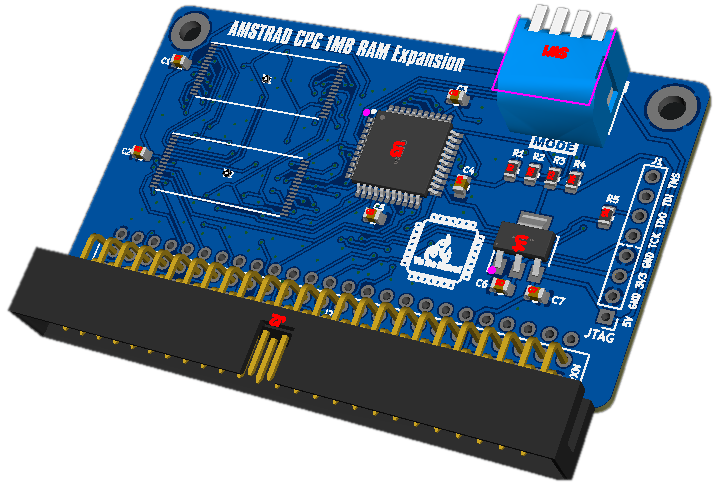 AMSTRAD CPC 1MB RAM Expansion
C1
C2
C3
C4
MODE
R1 R2 R3 R4
J1
R5
TMS
TDI
TDO
TCK
GND
3V3
GND
5V
JTAG
C6
C7